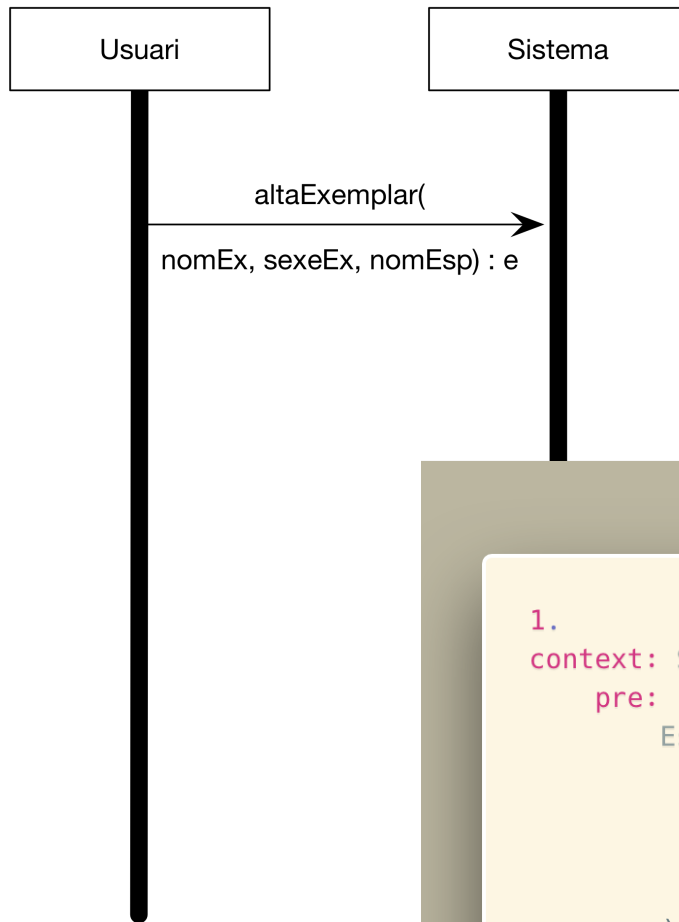 Usuari
Sistema
altaExemplar(
nomEx, sexeEx, nomEsp) : e
1.
context:
pre:
E
)